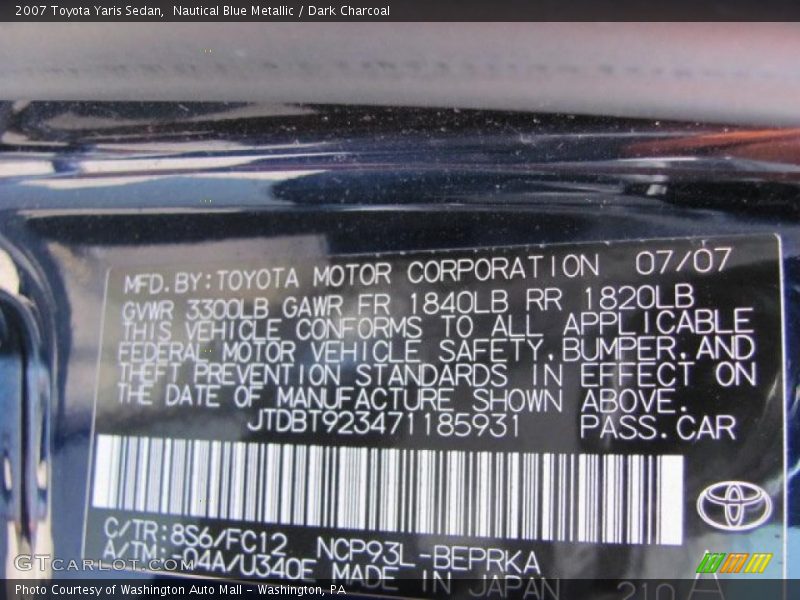 2007 Toyota Yaris Sedan,  Nautical Blue Metallic / Dark Charcoal
MFD.BY:TOYOTA MOTOR CORPORATION 07/07
GVWR 3300LB GAWR FR 1840LB RR 1820LB
THIS VEHICLE CONFORMS TO ALL APPLICABLE
FEDERAL MOTOR VEHICLE SAFETY,BUMPER,AND
THEFT PREVENTION STANDARDS IN EFFECT ON
THE DATE OF MANUFACTURE SHOWN ABOVE.
JTDBT923471185931 PASS.CAR
C/TR:8S6/FC12 NCP93L-BEPRKA
A/TM:-04A/U340E MADE IN JAPAN 210 A
GTCarLot.com
Photo Courtesy of Washington Auto Mall - Washington, PA